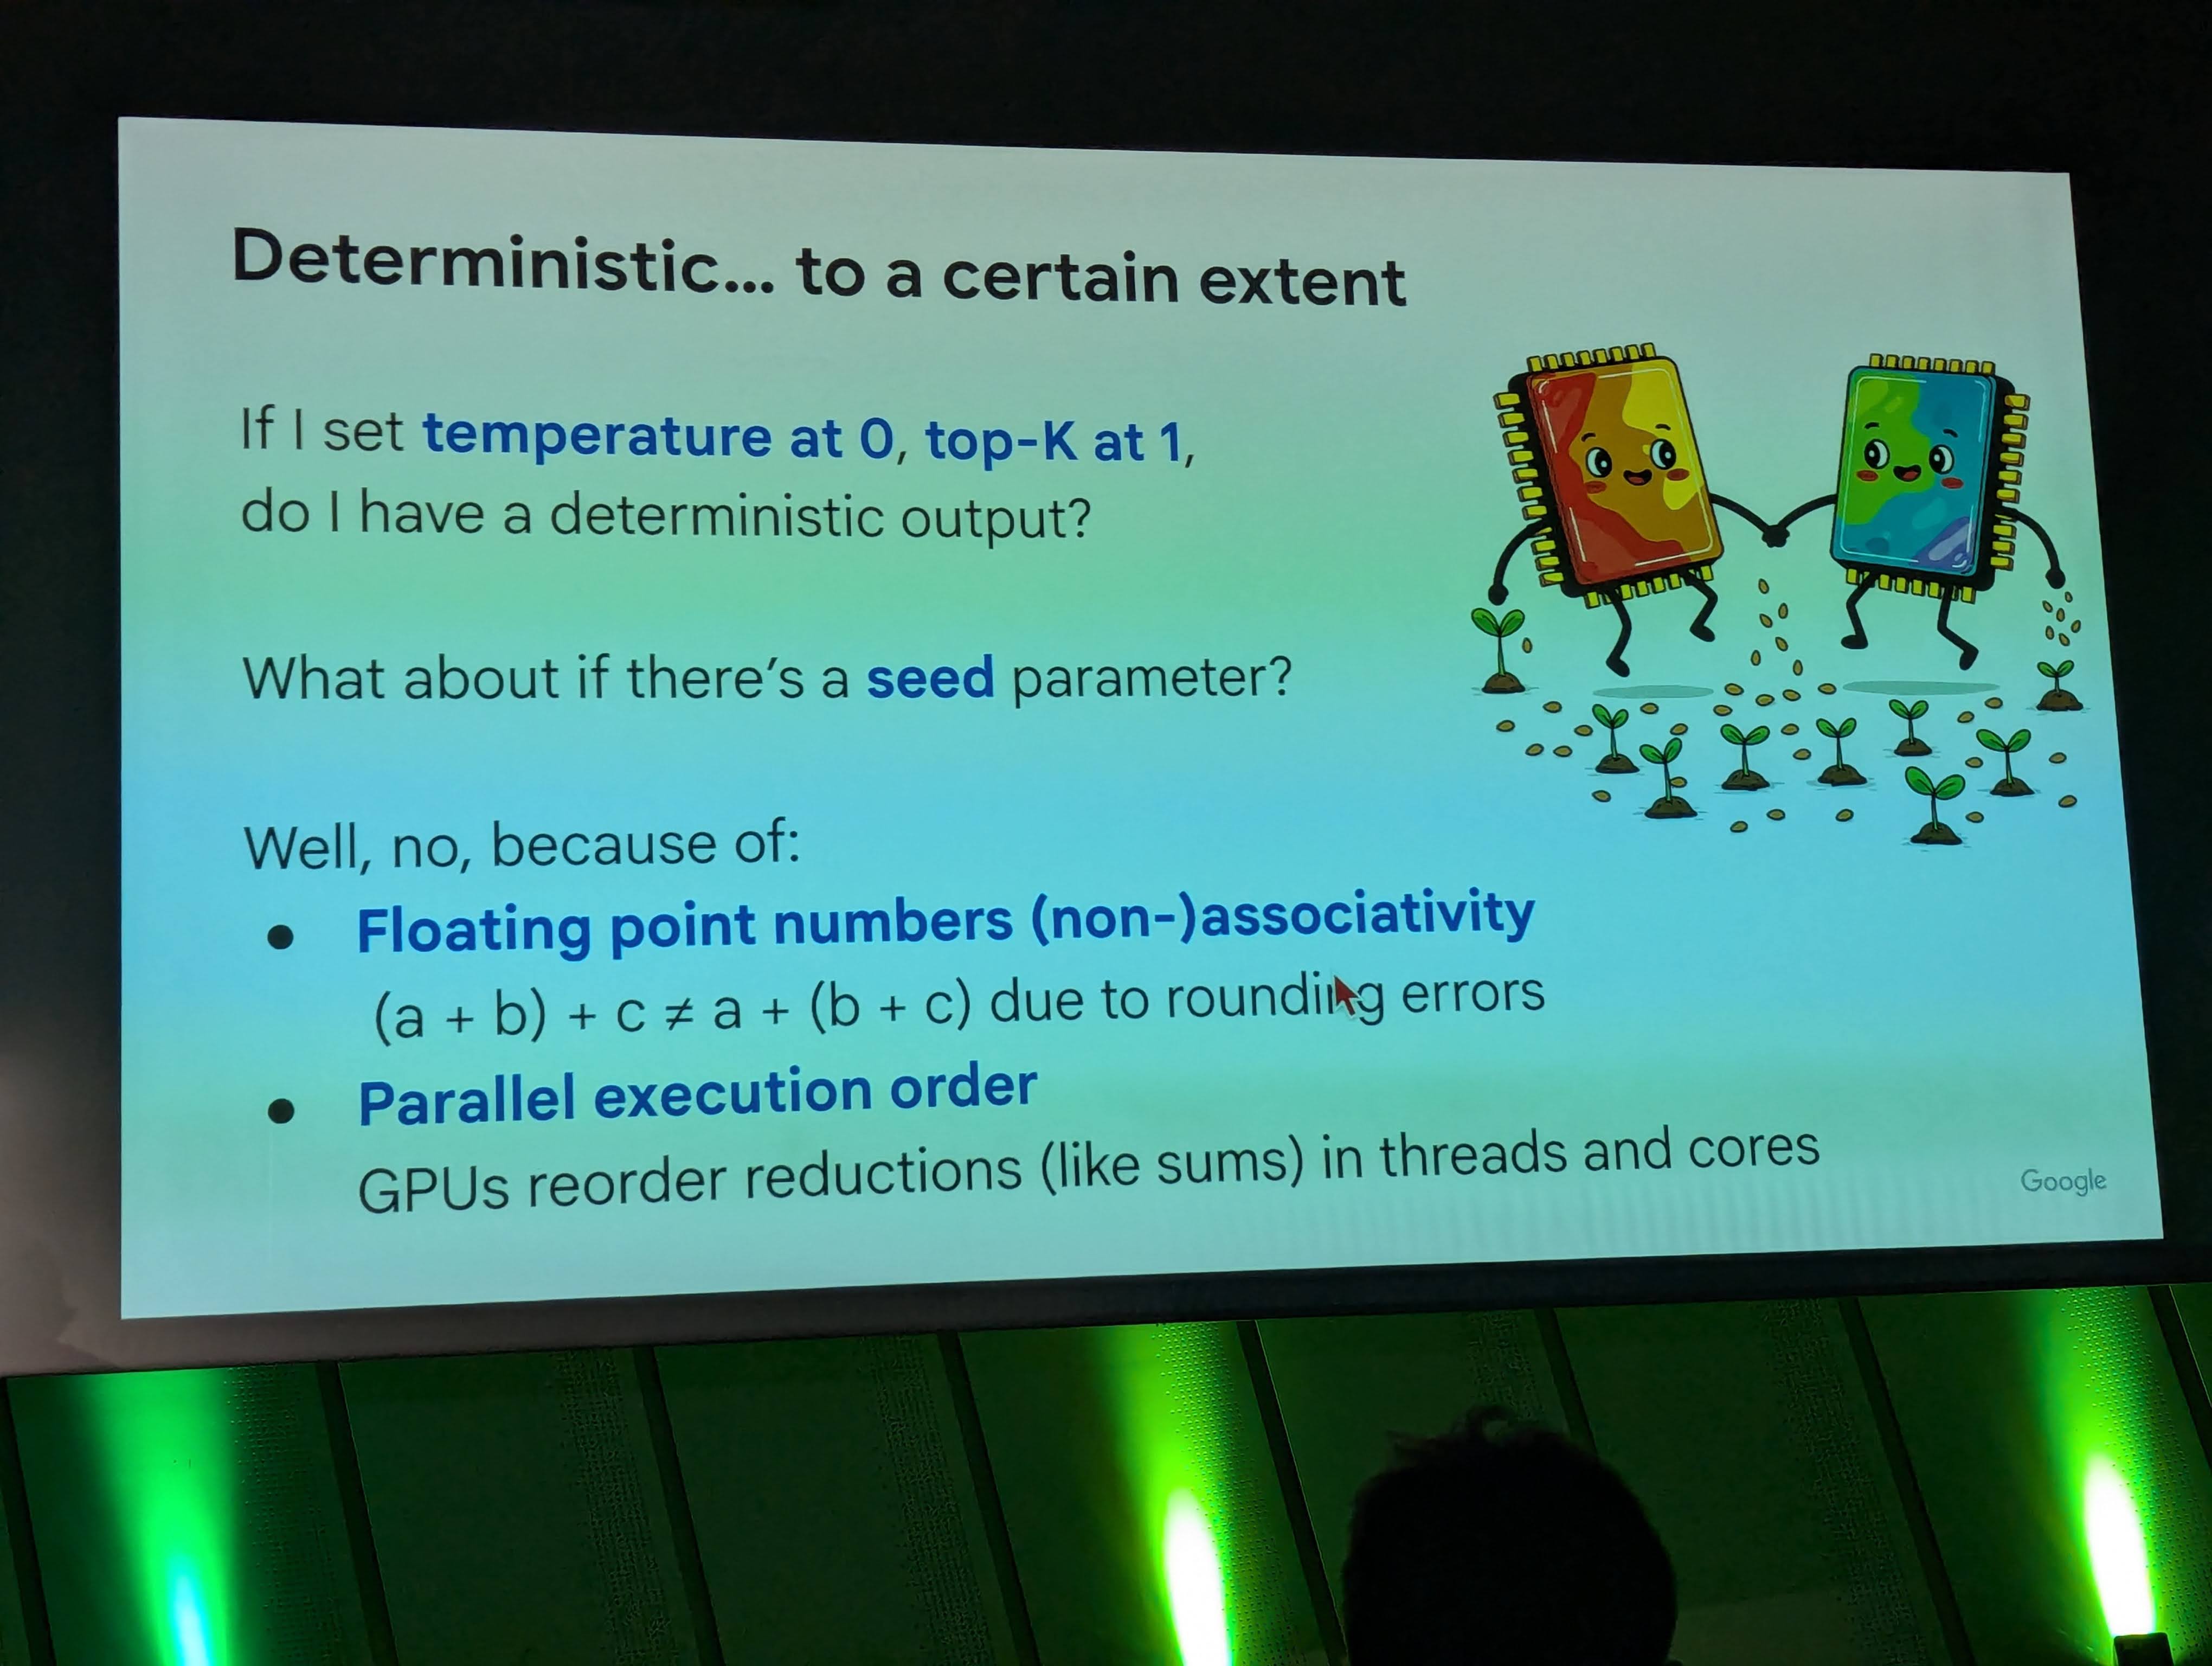 Deterministic... to a certain extent
If I set temperature at 0, top-K at 1,
do I have a deterministic output?
What about if there's a seed parameter?
Well, no, because of:
● Floating point numbers (non-)associativity
(a + b) + c ≠ a + (b + c) due to rounding errors
● Parallel execution order
GPUs reorder reductions (like sums) in threads and cores
Google